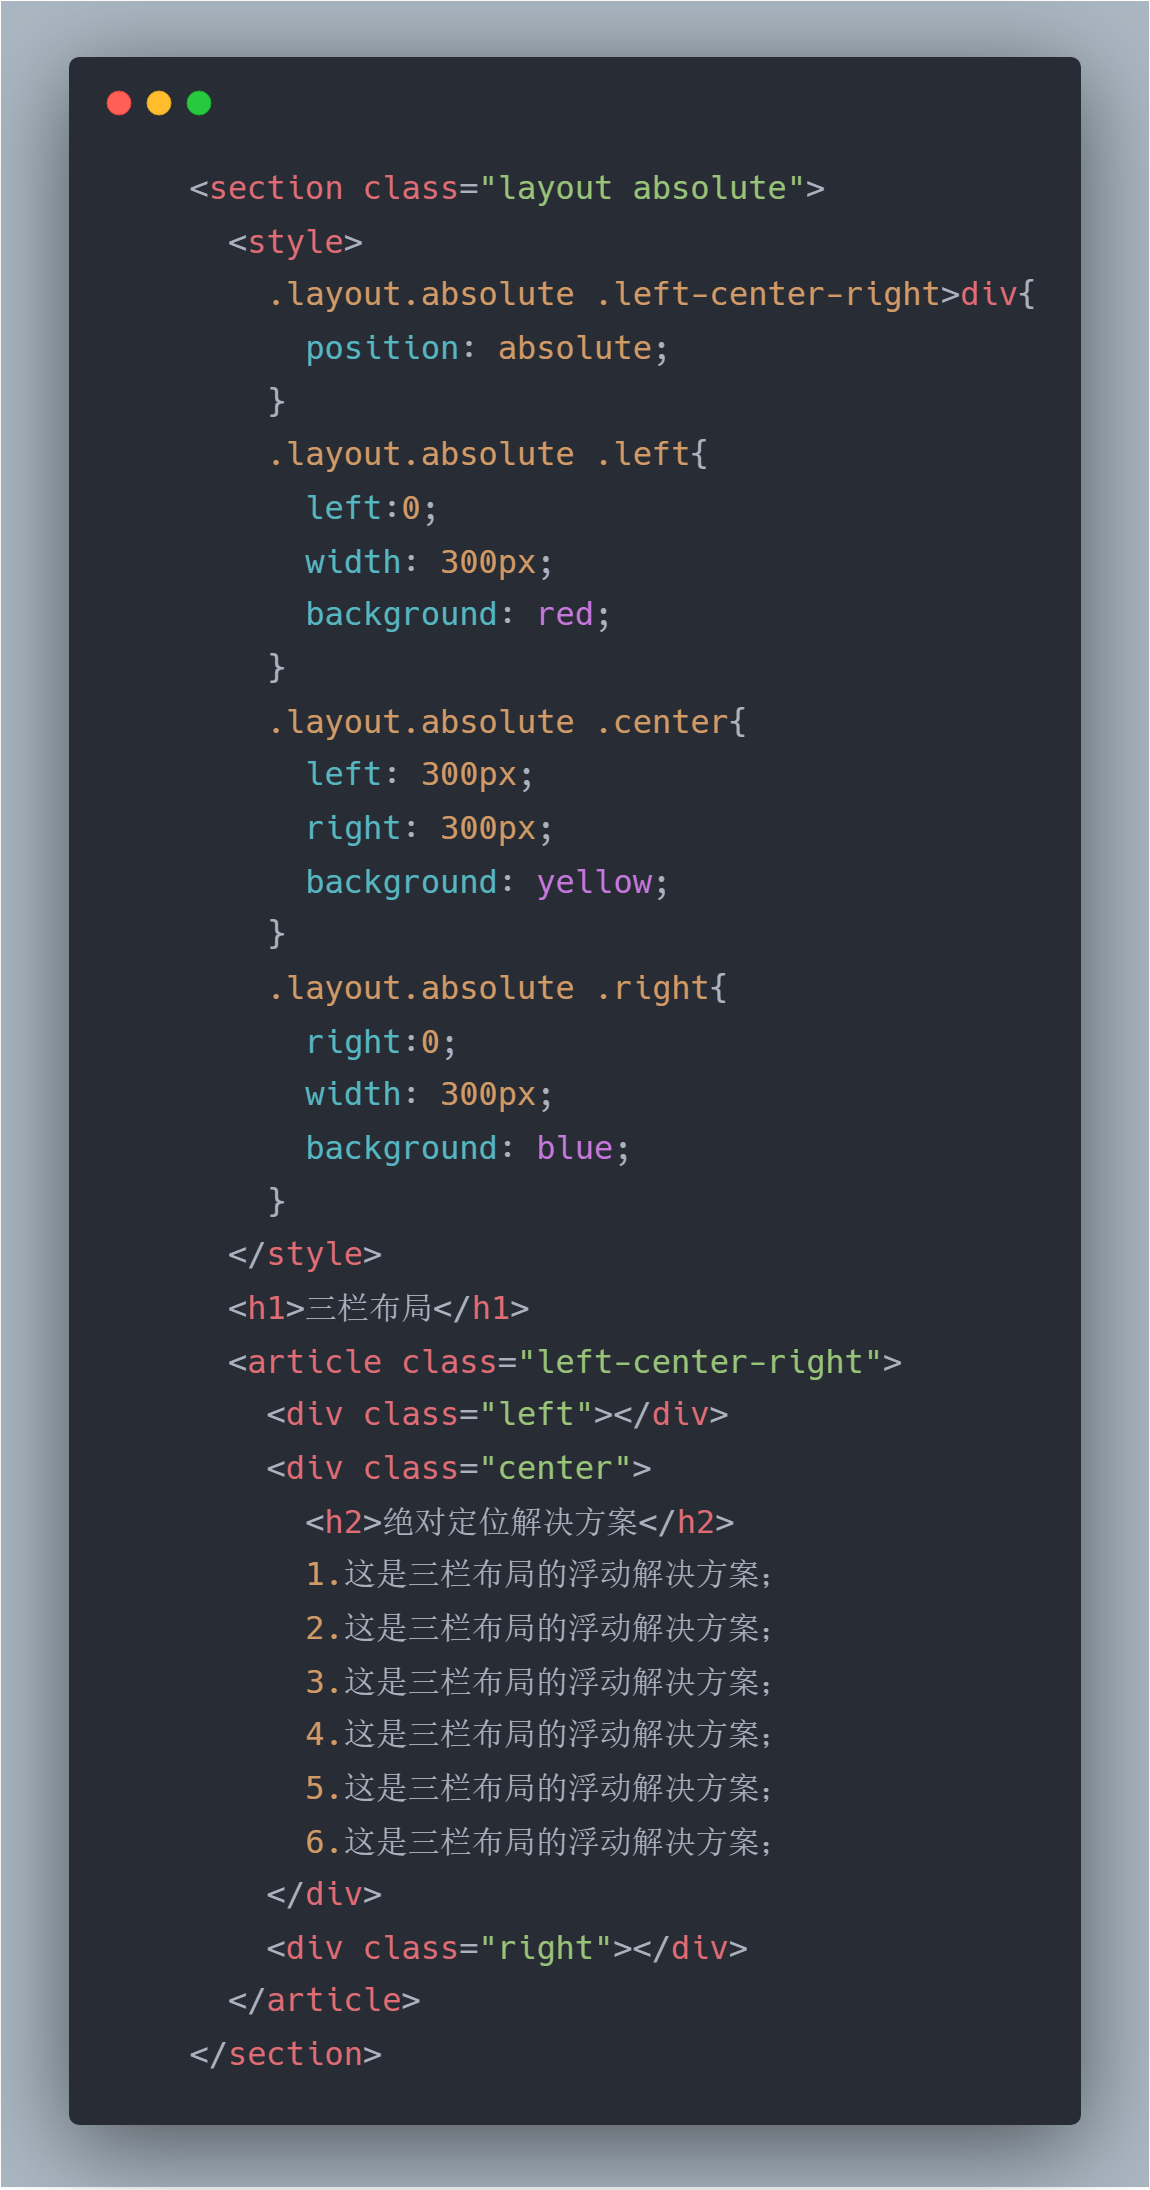 <section class="layout absolute">
<style>
.layout.absolute .left-center-right>div{
position: absolute;
}
.layout.absolute .left{
left:0;
width: 300px;
background: red;
}
.layout.absolute .center{
left: 300px;
right: 300px;
background: yellow;
}
.layout.absolute .right{
right:0;
width: 300px;
background: blue;
}
</style>
<h1>三栏布局</h1>
<article class="left-center-right">
<div class="left"></div>
<div class="center">
<h2>绝对定位解决方案</h2>
1.这是三栏布局的浮动解决方案；
2.这是三栏布局的浮动解决方案；
3.这是三栏布局的浮动解决方案；
4.这是三栏布局的浮动解决方案；
5.这是三栏布局的浮动解决方案；
6.这是三栏布局的浮动解决方案；
</div>
<div class="right"></div>
</article>
</section>